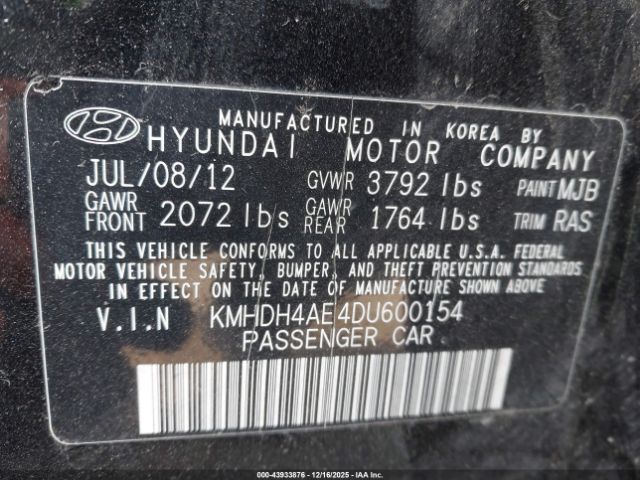 MANUFACTURED IN KOREA BY
HYUNDAI MOTOR COMPANY
JUL/08/12 GVWR 3792 lbs PAINT MJB
GAWR FRONT 2072 lbs GAWR REAR 1764 lbs TRIM RAS
THIS VEHICLE CONFORMS TO ALL APPLICABLE U.S.A. FEDERAL
MOTOR VEHICLE SAFETY, BUMPER, AND THEFT PREVENTION STANDARDS
IN EFFECT ON THE DATE OF MANUFACTURE SHOWN ABOVE.
V.I.N KMHDH4AE4DU600154
PASSENGER CAR
000-43933876 | 12/16/2025 | IAA Inc.